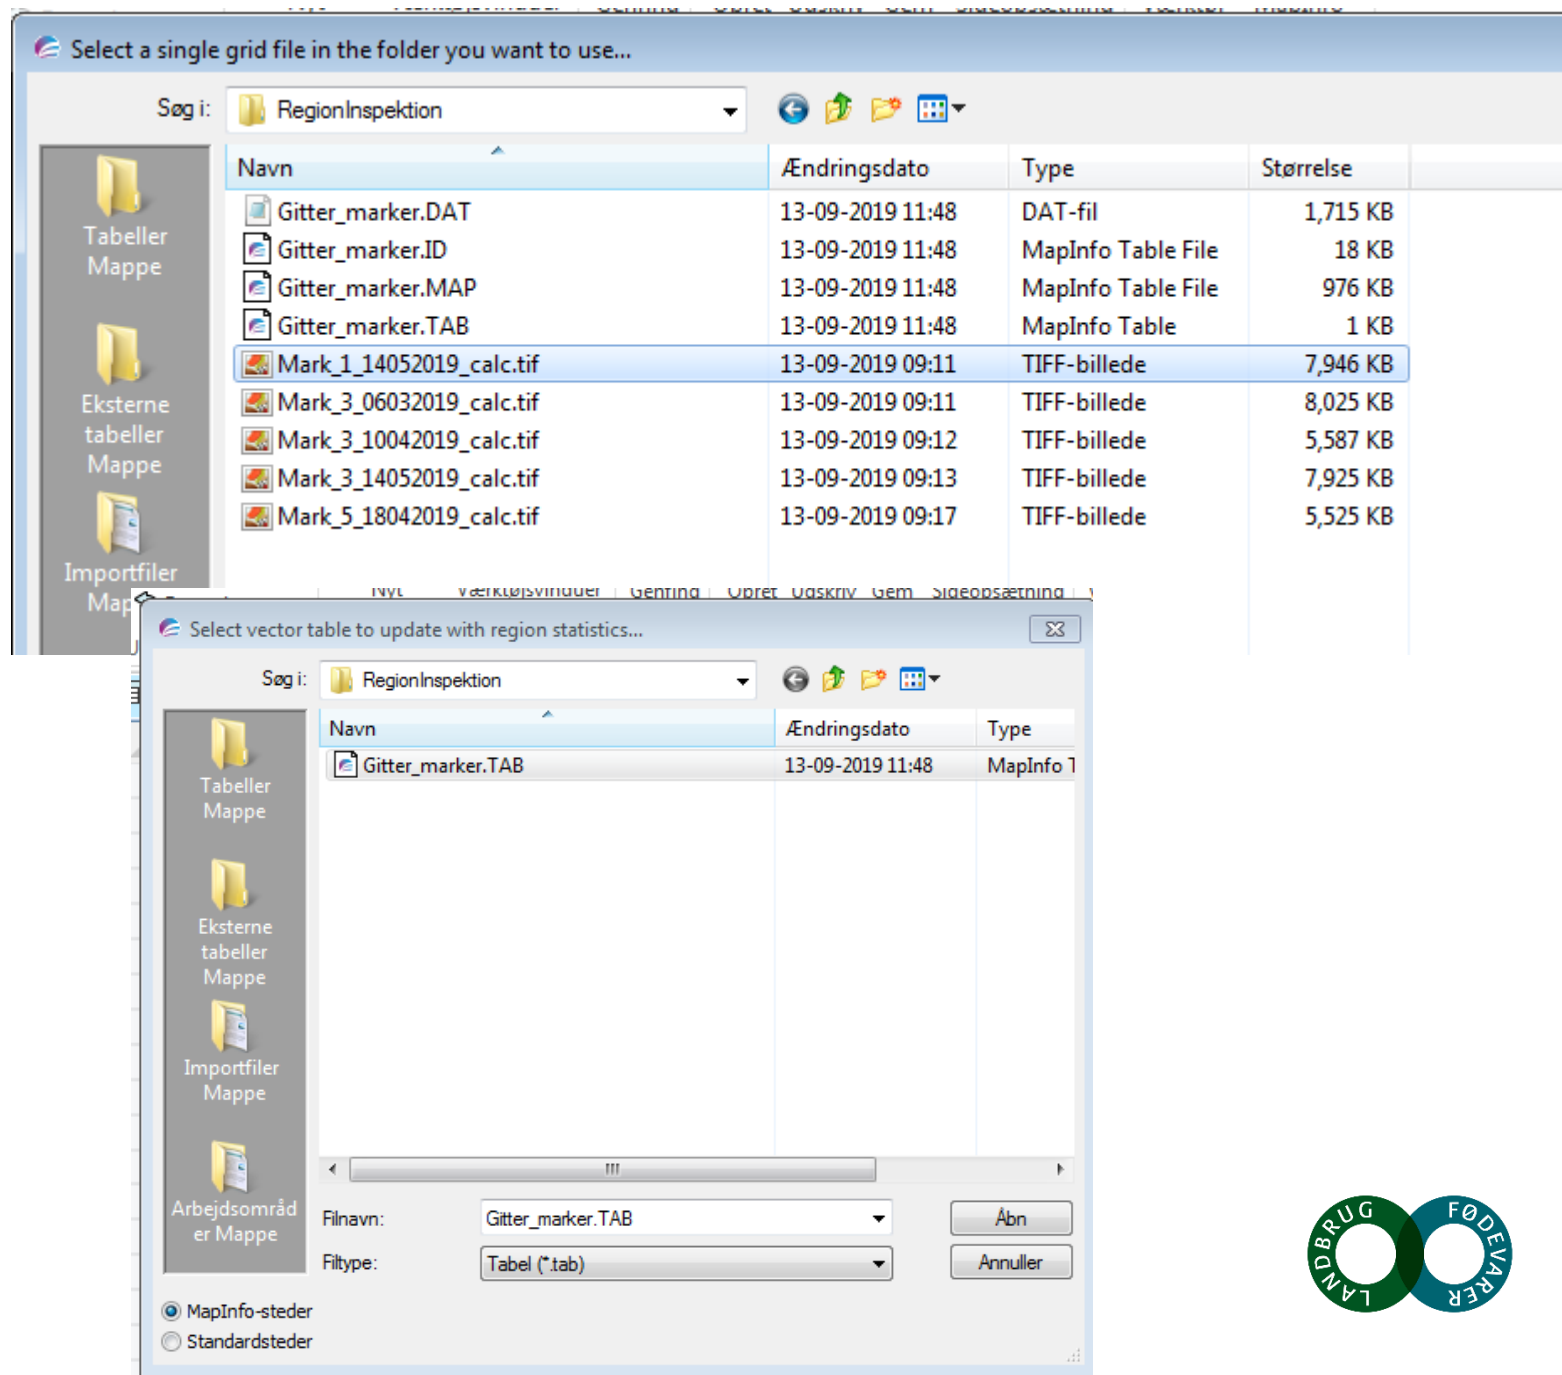 Select a single grid file in the folder you want to use...
Søg i: RegionInspektion
Navn Ændringsdato Type Størrelse
Gitter_marker.DAT 13-09-2019 11:48 DAT-fil 1,715 KB
Gitter_marker.ID 13-09-2019 11:48 MapInfo Table File 18 KB
Gitter_marker.MAP 13-09-2019 11:48 MapInfo Table File 976 KB
Gitter_marker.TAB 13-09-2019 11:48 MapInfo Table 1 KB
Mark_1_14052019_calc.tif 13-09-2019 09:11 TIFF-billede 7,946 KB
Mark_3_06032019_calc.tif 13-09-2019 09:11 TIFF-billede 8,025 KB
Mark_3_10042019_calc.tif 13-09-2019 09:12 TIFF-billede 5,587 KB
Mark_3_14052019_calc.tif 13-09-2019 09:13 TIFF-billede 7,925 KB
Mark_5_18042019_calc.tif 13-09-2019 09:17 TIFF-billede 5,525 KB
Tabeller
Mappe
Eksterne
tabeller
Mappe
Importfiler
Nyt Værktøjsvinduer Genfind Opret Udskriv Gem Sideopsætning
Select vector table to update with region statistics...
Søg i: RegionInspektion
Navn Ændringsdato Type
Gitter_marker.TAB 13-09-2019 11:48 MapInfo T
Tabeller
Mappe
Eksterne
tabeller
Mappe
Importfiler
Mappe
Arbejdsområd
er Mappe
Filnavn: Gitter_marker.TAB Åbn
Filtype: Tabel (*.tab) Annuller
MapInfo-steder
Standardsteder
LANDBRUG FØDEVARER